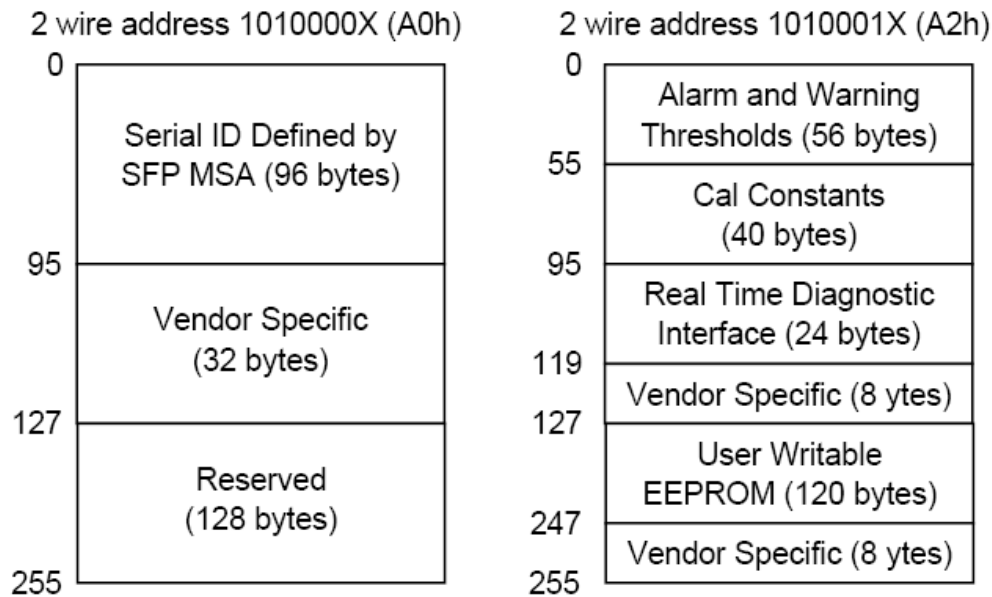 2 wire address 1010000X (A0h)
0
Serial ID Defined by
SFP MSA (96 bytes)
95
Vendor Specific
(32 bytes)
127
Reserved
(128 bytes)
255
2 wire address 1010001X (A2h)
0
Alarm and Warning
Thresholds (56 bytes)
55
Cal Constants
(40 bytes)
95
Real Time Diagnostic
Interface (24 bytes)
119
Vendor Specific (8 ytes)
127
User Writable
EEPROM (120 bytes)
247
Vendor Specific (8 ytes)
255